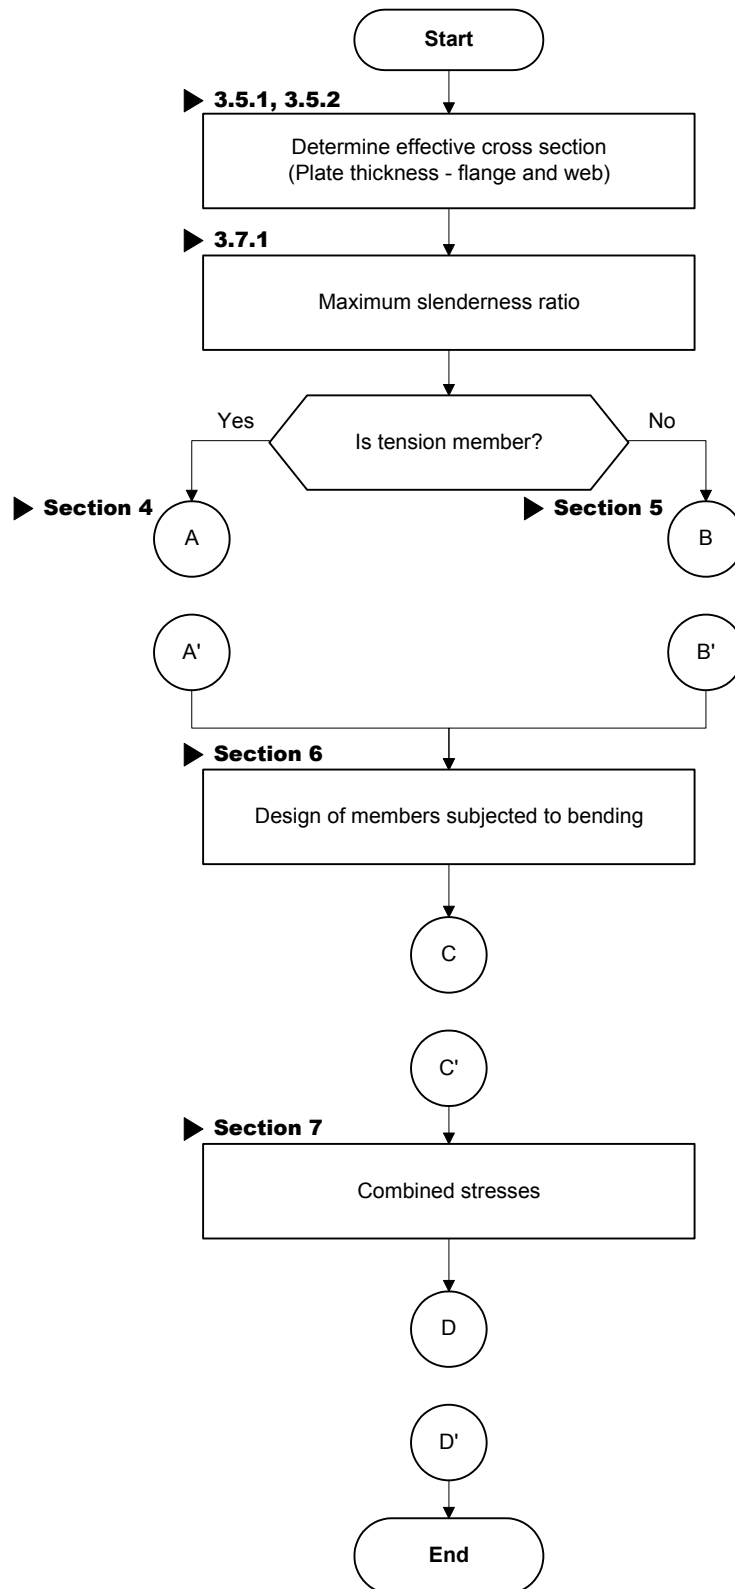 Start
3.5.1, 3.5.2
Determine effective cross section
(Plate thickness - flange and web)
3.7.1
Maximum slenderness ratio
Yes
Is tension member?
No
Section 4
A
Section 5
B
A'
B'
Section 6
Design of members subjected to bending
C
C'
Section 7
Combined stresses
D
D'
End